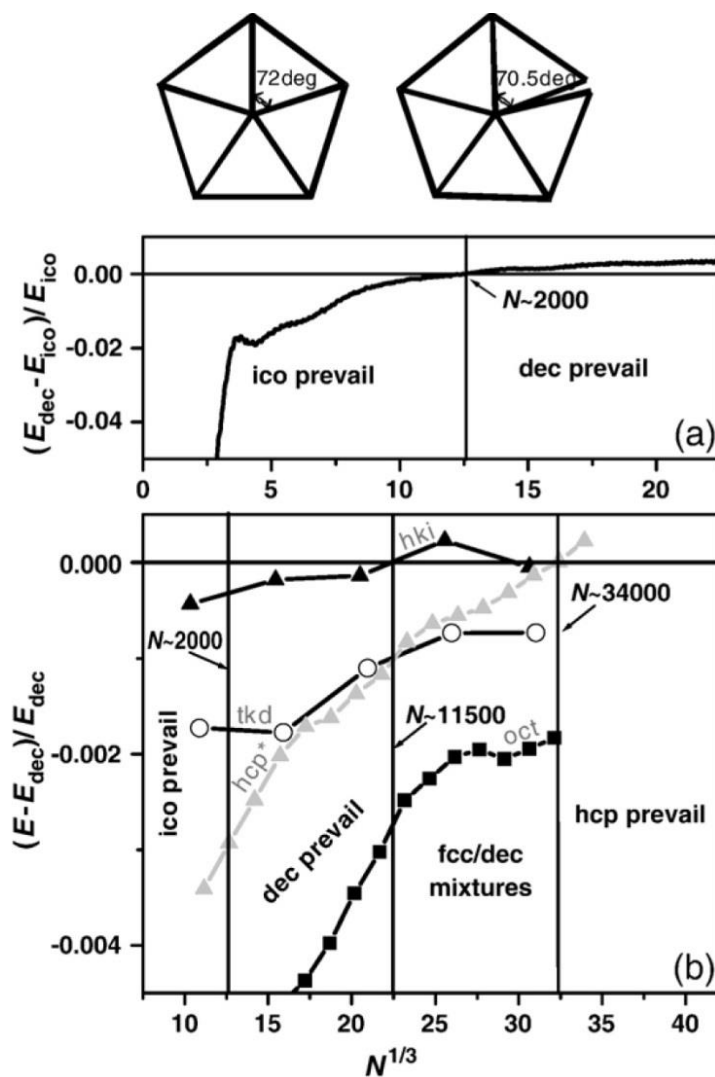 72deg
70.5deg
(E_dec-E_ico)/E_ico
0.00
-0.02
-0.04
N~2000
ico prevail
dec prevail
(a)
0
5
10
15
20
(E-E_dec)/E_dec
0.000
-0.002
-0.004
hki
N~34000
N~2000
tkd
hcp*
N~11500
oct
ico prevail
dec prevail
fcc/dec
mixtures
hcp prevail
(b)
10
15
20
25
30
35
40
N^1/3